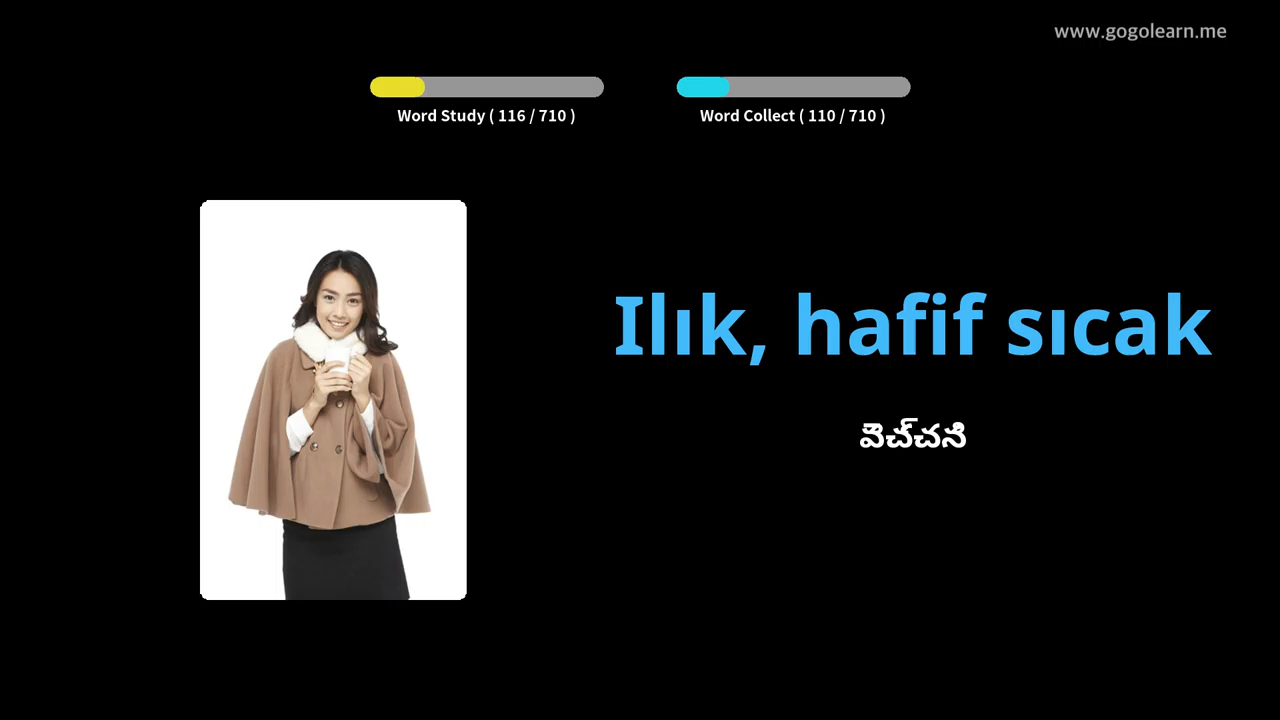 www.gogolearn.me
Word Study ( 116 / 710 )
Word Collect ( 110 / 710 )
Ilık, hafif sıcak
వెచ్చని